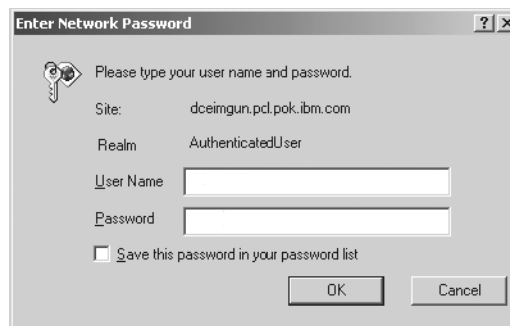 Enter Network Password
Please type your user name and password.
Site: dceimgun.pcl.pok.ibm.com
Realm AuthenticatedUser
User Name
Password
Save this password in your password list
OK Cancel